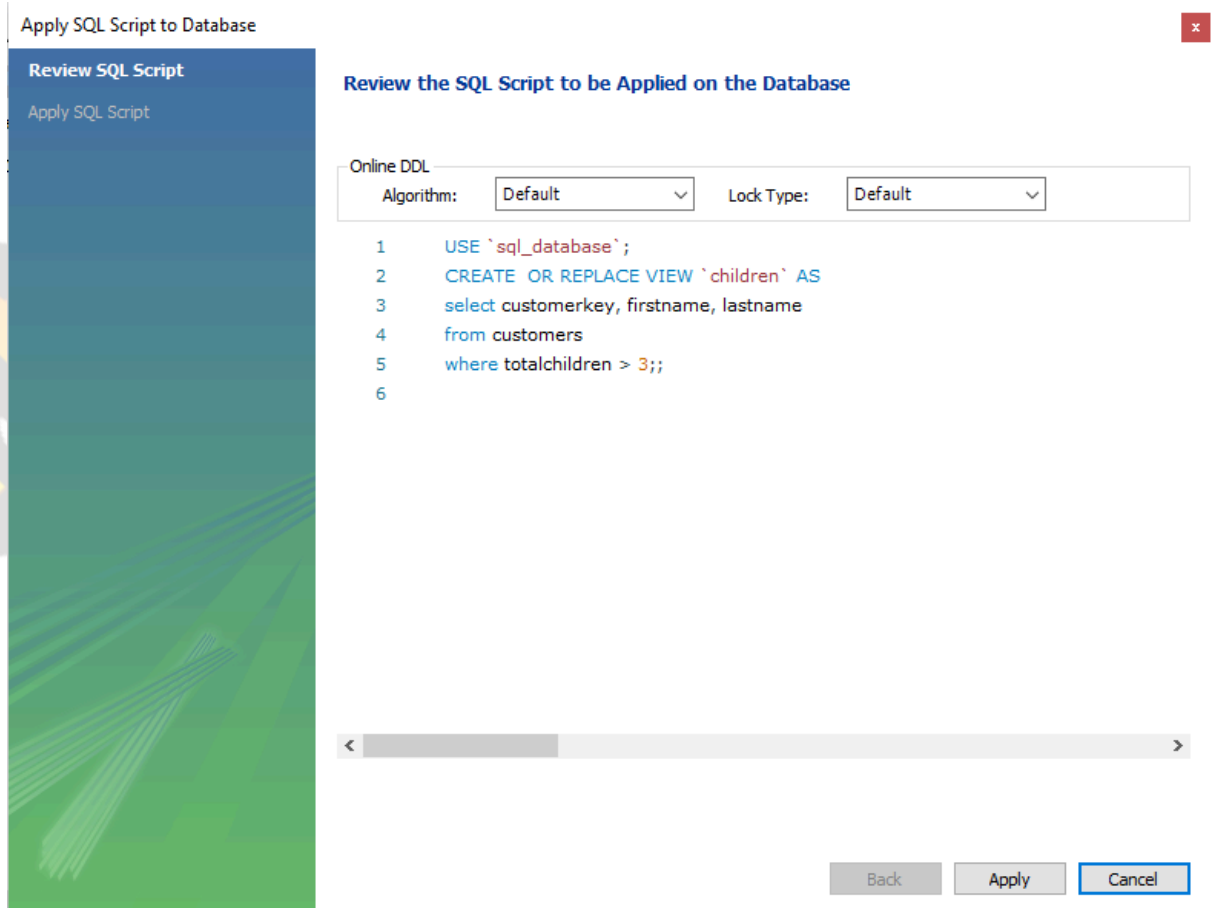 Apply SQL Script to Database
x
Review SQL Script
Apply SQL Script
Review the SQL Script to be Applied on the Database
Online DDL
Algorithm: Default Lock Type: Default
1 USE `sql_database`;
2 CREATE  OR REPLACE VIEW `children` AS
3 select customerkey, firstname, lastname
4 from customers
5 where totalchildren > 3;;
6
Back Apply Cancel